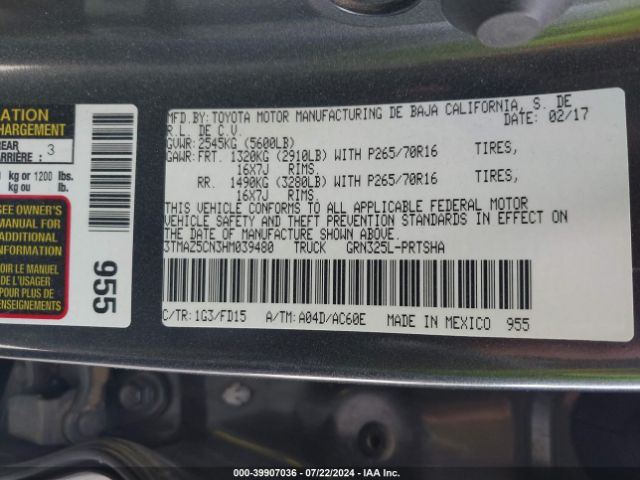 ATION
CHARGEMENT
REAR
ARRIÈRE : 3
kg or 1200 lbs.
kg ou lb.
SEE OWNER'S
MANUAL FOR
ADDITIONAL
INFORMATION
VOIR LE MANUEL
DE L'USAGER
POUR PLUS DE
RENSEIGNEMENTS
955
MFD.BY:TOYOTA MOTOR MANUFACTURING DE BAJA CALIFORNIA, S. DE
R.L. DE C.V. DATE: 02/17
GVWR:2545KG (5600LB)
GAWR:FRT. 1320KG (2910LB) WITH P265/70R16 TIRES,
16X7J RIMS,
RR. 1490KG (3280LB) WITH P265/70R16 TIRES,
16X7J RIMS.
THIS VEHICLE CONFORMS TO ALL APPLICABLE FEDERAL MOTOR
VEHICLE SAFETY AND THEFT PREVENTION STANDARDS IN EFFECT ON
THE DATE OF MANUFACTURE SHOWN ABOVE.
3TMAZ5CN3HM039480 TRUCK GRN325L-PRTSHA
C/TR:1G3/FD15 A/TM:A04D/AC60E MADE IN MEXICO 955
000-39907036 - 07/22/2024 - IAA Inc.